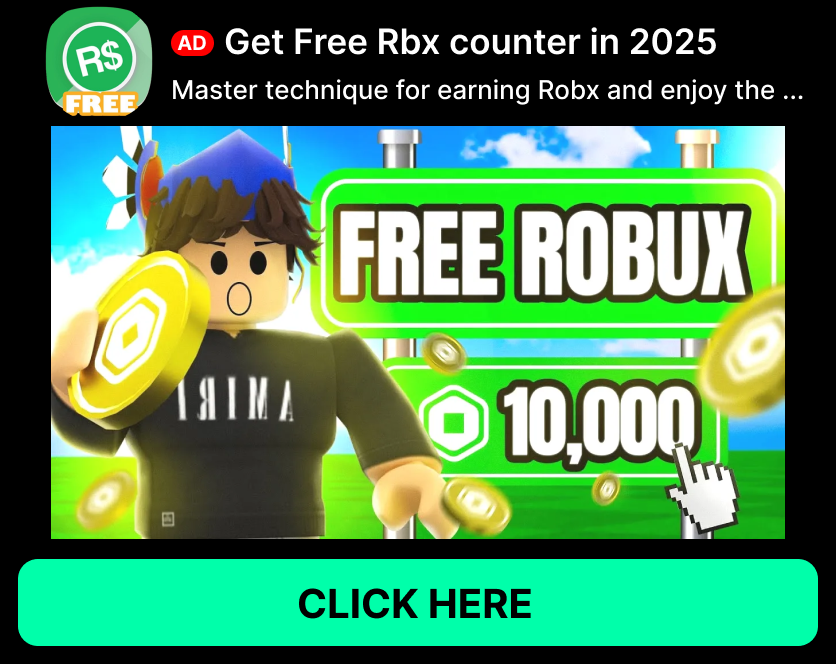 R$
FREE
AD Get Free Rbx counter in 2025
Master technique for earning Robx and enjoy the ...
FREE ROBUX
10,000
AMIRI
CLICK HERE